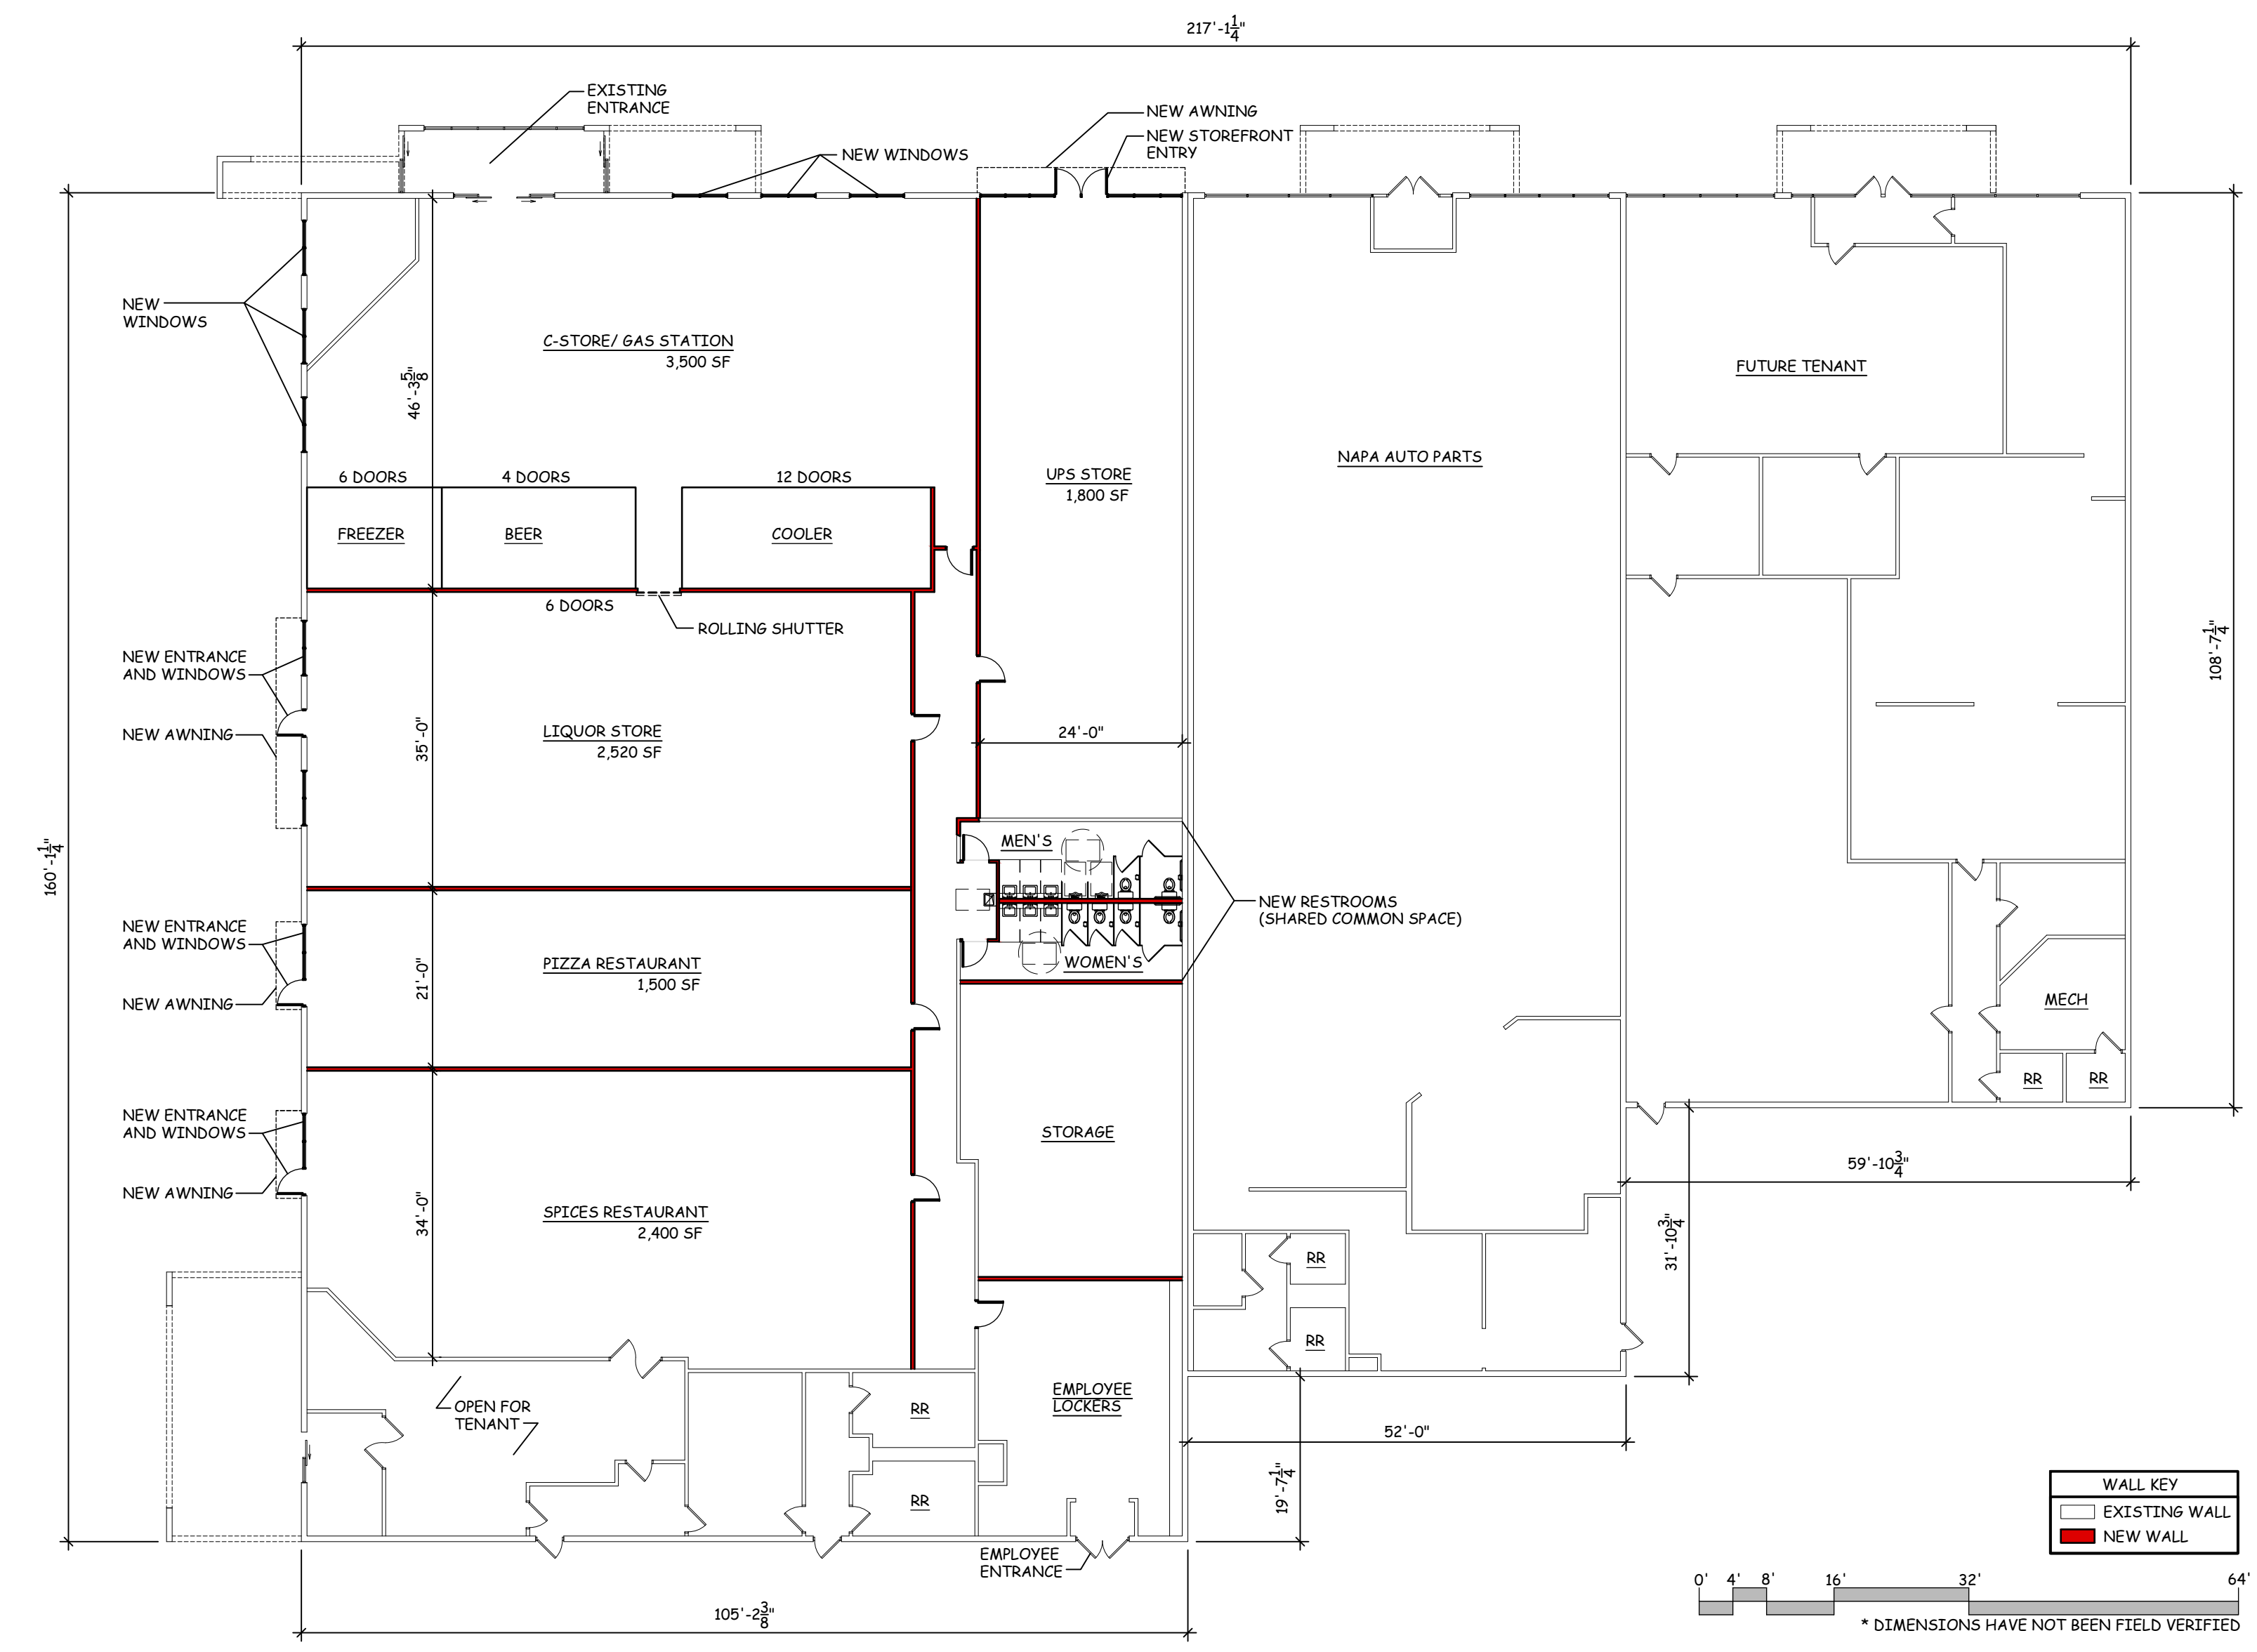 217'-1 1/4"
EXISTING
ENTRANCE
NEW AWNING
NEW STOREFRONT
ENTRY
NEW WINDOWS
NEW
WINDOWS
C-STORE/ GAS STATION
3,500 SF
46'-3 5/8"
FUTURE TENANT
NAPA AUTO PARTS
UPS STORE
1,800 SF
6 DOORS
4 DOORS
12 DOORS
FREEZER
BEER
COOLER
6 DOORS
ROLLING SHUTTER
108'-7 1/4"
NEW ENTRANCE
AND WINDOWS
NEW AWNING
LIQUOR STORE
2,520 SF
35'-0"
24'-0"
160'-1 1/4"
MEN'S
NEW RESTROOMS
(SHARED COMMON SPACE)
WOMEN'S
NEW ENTRANCE
AND WINDOWS
NEW AWNING
PIZZA RESTAURANT
1,500 SF
21'-0"
MECH
RR
RR
NEW ENTRANCE
AND WINDOWS
NEW AWNING
STORAGE
59'-10 3/4"
SPICES RESTAURANT
2,400 SF
34'-0"
31'-10 3/4"
RR
RR
EMPLOYEE
LOCKERS
OPEN FOR
TENANT
RR
RR
52'-0"
19'-7 1/4"
EMPLOYEE
ENTRANCE
105'-2 3/8"
WALL KEY
EXISTING WALL
NEW WALL
0' 4' 8' 16' 32' 64'
* DIMENSIONS HAVE NOT BEEN FIELD VERIFIED